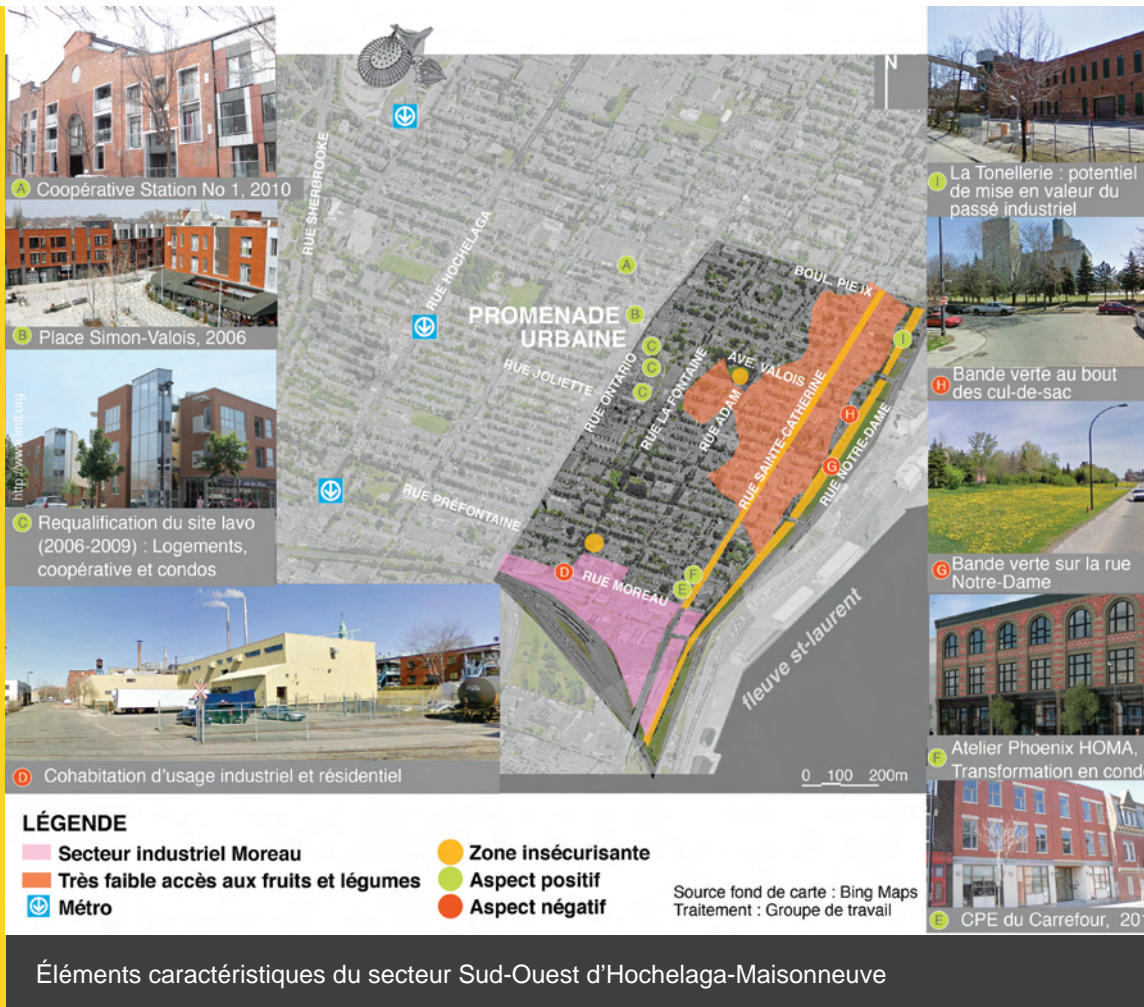 A Coopérative Station No 1, 2010
B Place Simon-Valois, 2006
http://www.imtl.org
C Requalification du site lavo
(2006-2009) : Logements,
coopérative et condos
D Cohabitation d'usage industriel et résidentiel
N
RUE SHERBROOKE
RUE HOCHELAGA
A
PROMENADE
URBAINE
B
C
C
C
RUE JOLIETTE
RUE ONTARIO
RUE LA FONTAINE
RUE ADAM
AVE. VALOIS
BOUL. PIE IX
RUE SAINTE-CATHERINE
RUE NOTRE-DAME
I
H
G
RUE PRÉFONTAINE
D
RUE MOREAU
F
E
fleuve st-laurent
0 100 200m
I La Tonellerie : potentiel
de mise en valeur du
passé industriel
H Bande verte au bout
des cul-de-sac
G Bande verte sur la rue
Notre-Dame
F Atelier Phoenix HOMA,
Transformation en cond
E CPE du Carrefour, 201
LÉGENDE
Secteur industriel Moreau
Très faible accès aux fruits et légumes
Métro
Zone insécurisante
Aspect positif
Aspect négatif
Source fond de carte : Bing Maps
Traitement : Groupe de travail
Éléments caractéristiques du secteur Sud-Ouest d'Hochelaga-Maisonneuve